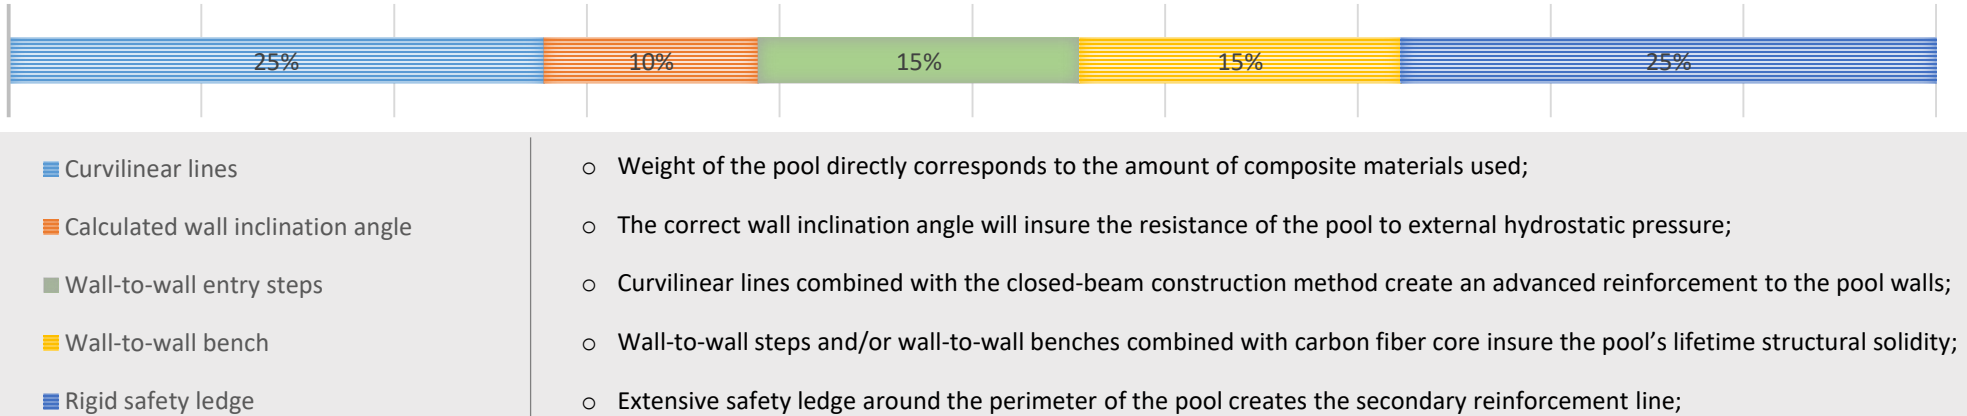 25% 10% 15% 15% 25%
Curvilinear lines
Calculated wall inclination angle
Wall-to-wall entry steps
Wall-to-wall bench
Rigid safety ledge
o Weight of the pool directly corresponds to the amount of composite materials used;
o The correct wall inclination angle will insure the resistance of the pool to external hydrostatic pressure;
o Curvilinear lines combined with the closed-beam construction method create an advanced reinforcement to the pool walls;
o Wall-to-wall steps and/or wall-to-wall benches combined with carbon fiber core insure the pool’s lifetime structural solidity;
o Extensive safety ledge around the perimeter of the pool creates the secondary reinforcement line;